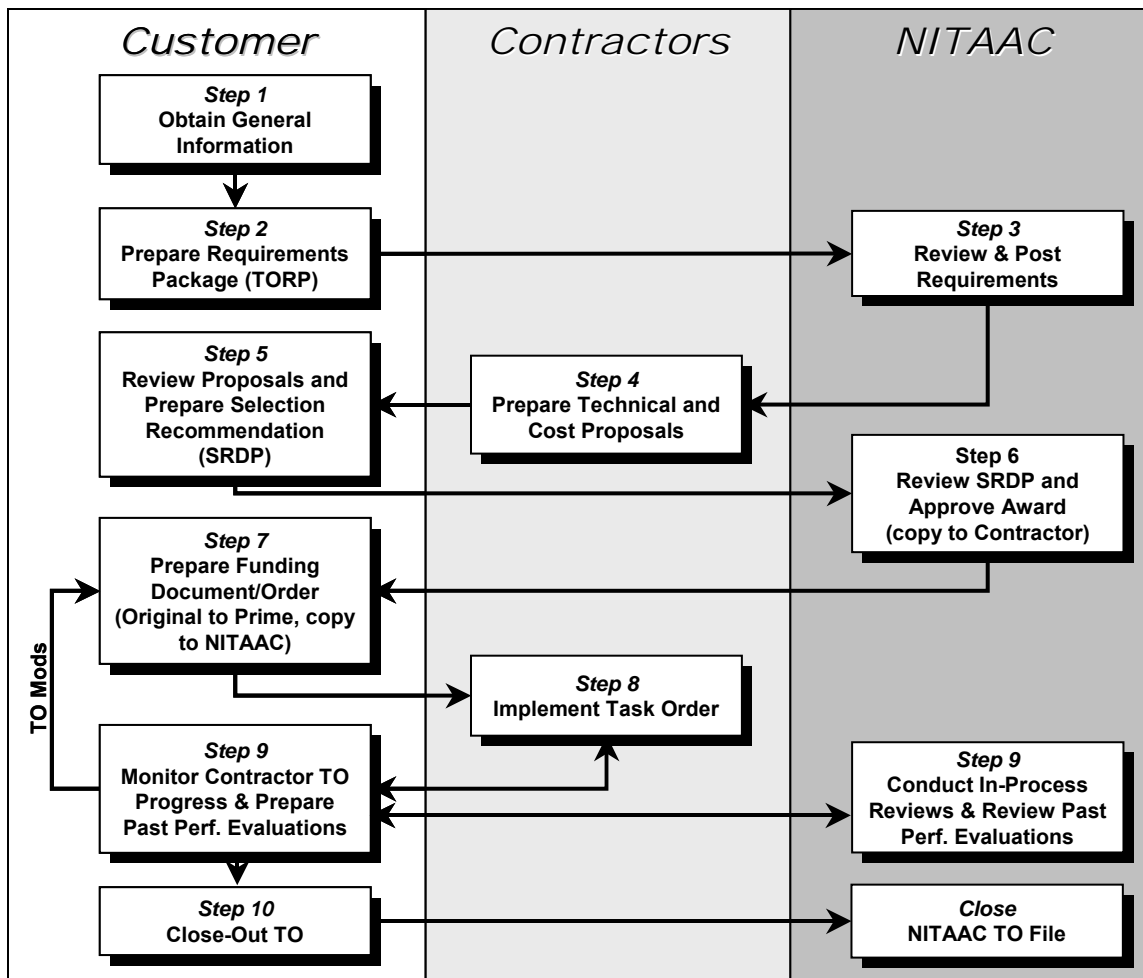 Customer
Contractors
NITAAC
Step 1
Obtain General
Information
Step 2
Prepare Requirements
Package (TORP)
Step 3
Review & Post
Requirements
Step 4
Prepare Technical and
Cost Proposals
Step 5
Review Proposals and
Prepare Selection
Recommendation
(SRDP)
Step 6
Review SRDP and
Approve Award
(copy to Contractor)
Step 7
Prepare Funding
Document/Order
(Original to Prime, copy
to NITAAC)
TO Mods
Step 8
Implement Task Order
Step 9
Monitor Contractor TO
Progress & Prepare
Past Perf. Evaluations
Step 9
Conduct In-Process
Reviews & Review Past
Perf. Evaluations
Step 10
Close-Out TO
Close
NITAAC TO File